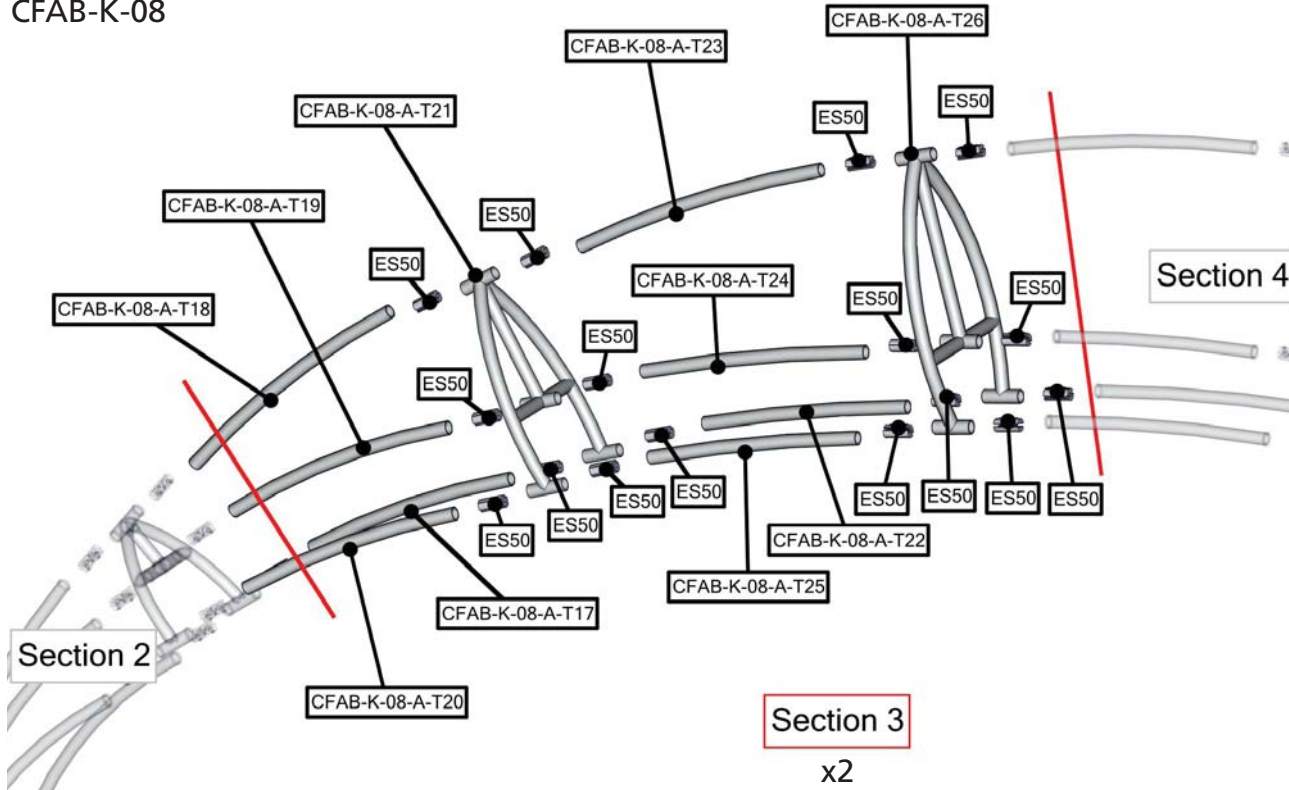 CFAB-K-08
CFAB-K-08-A-T26
CFAB-K-08-A-T23
ES50
ES50
CFAB-K-08-A-T21
CFAB-K-08-A-T19
ES50
ES50
CFAB-K-08-A-T18
CFAB-K-08-A-T24
Section 4
ES50
ES50
ES50
ES50
ES50
ES50
ES50
ES50
ES50
ES50
ES50
ES50
ES50
CFAB-K-08-A-T22
CFAB-K-08-A-T25
CFAB-K-08-A-T17
Section 2
CFAB-K-08-A-T20
Section 3
x2